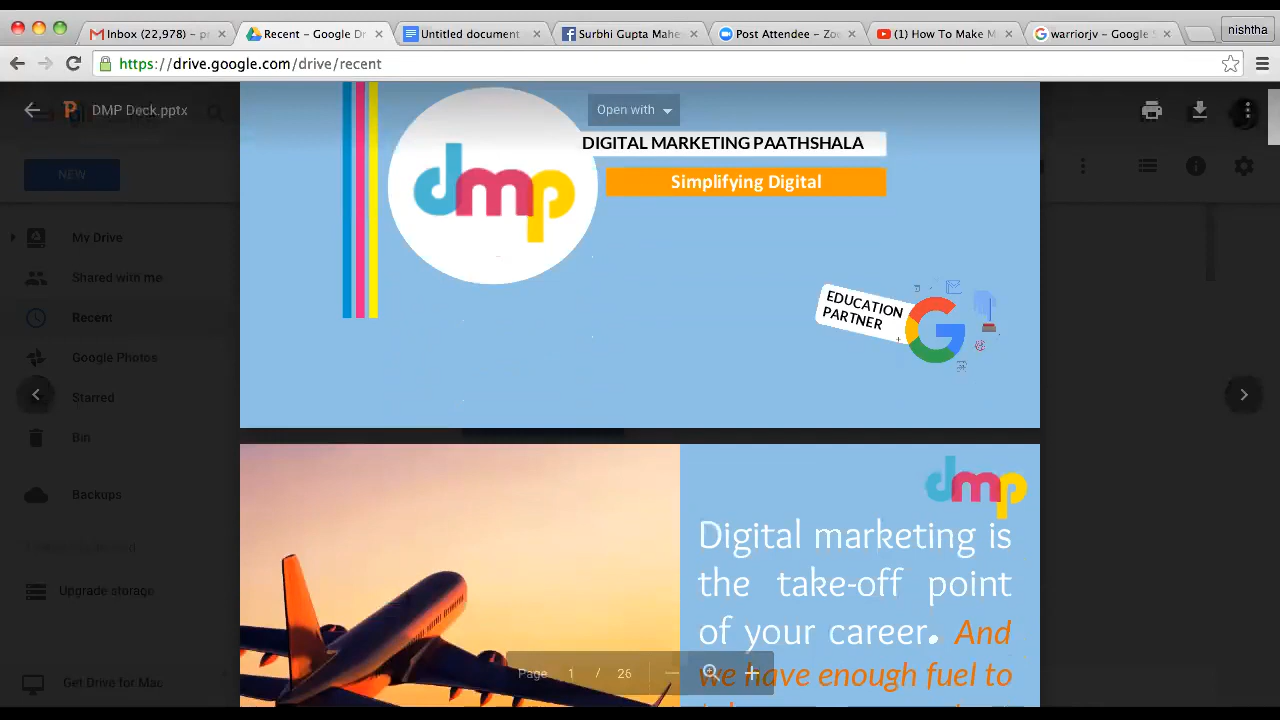 Inbox (22,978) – p
Recent – Google Dr
Untitled document
Surbhi Gupta Mahe
Post Attendee – Zo
(1) How To Make M
warriorjv – Google S
nishtha
https://drive.google.com/drive/recent
DMP Deck.pptx
Open with
NEW
My Drive
Shared with me
Recent
Google Photos
Starred
Bin
Backups
Upgrade storage
Get Drive for Mac
dmp
DIGITAL MARKETING PAATHSHALA
Simplifying Digital
EDUCATION
PARTNER
G
dmp
Digital marketing is
the take-off point
of your career. And
we have enough fuel to
Page 1 / 26